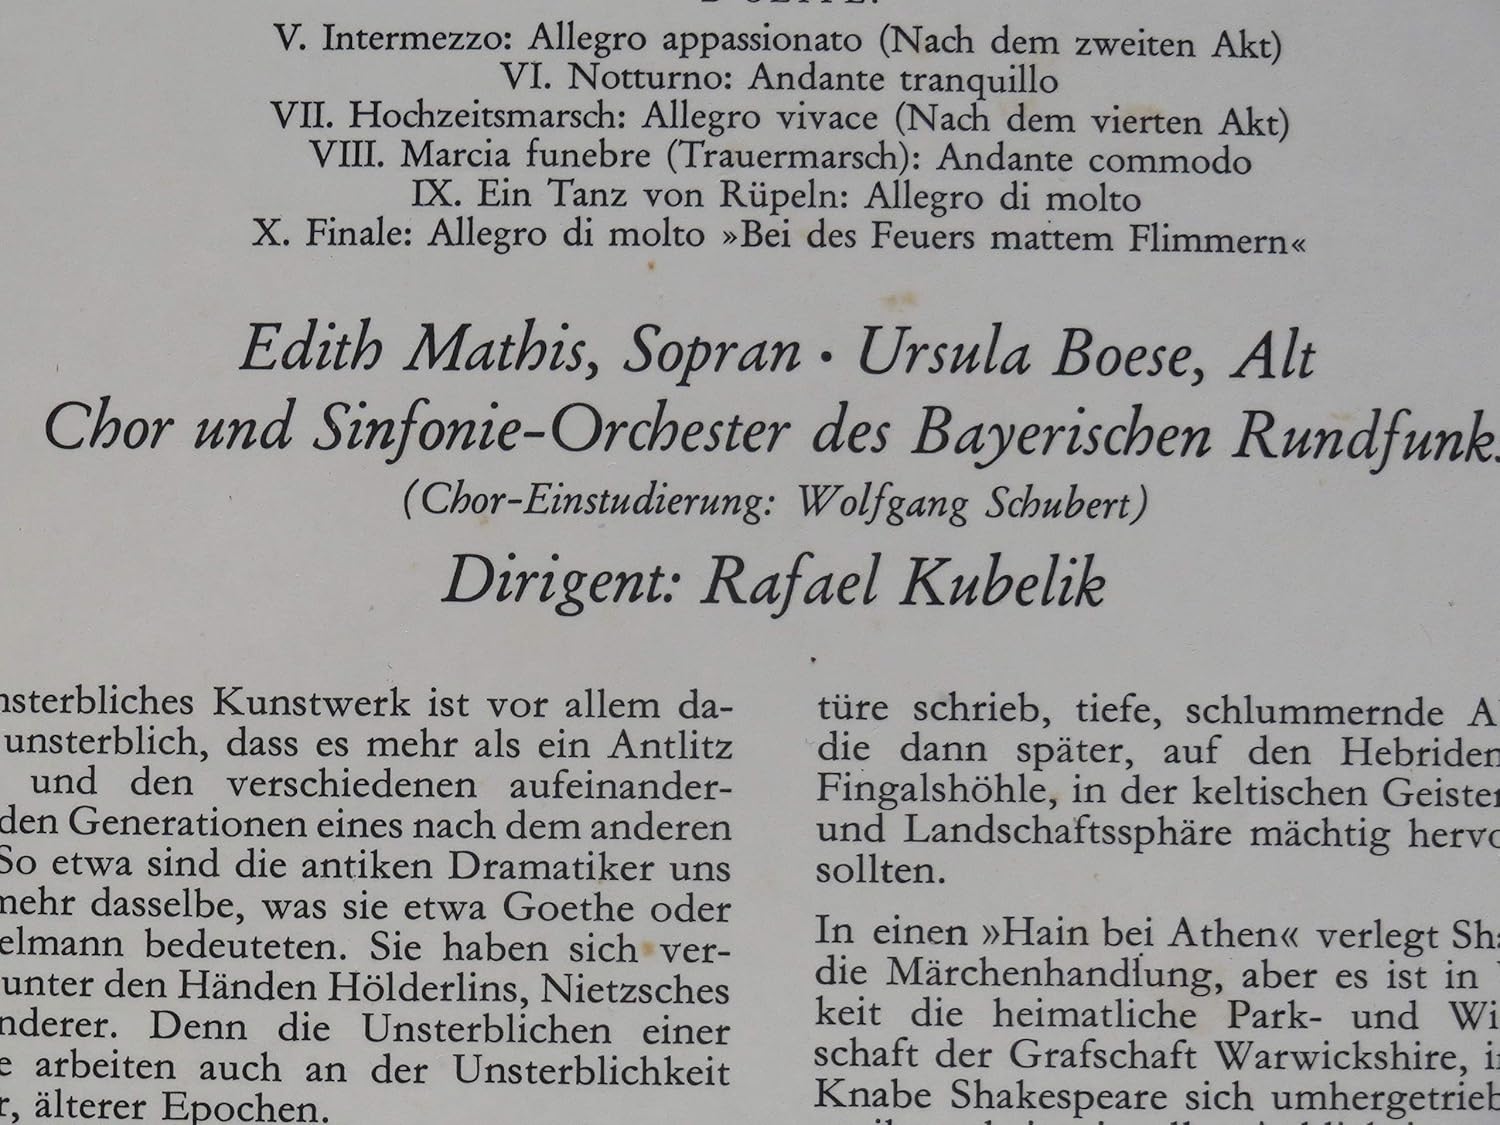 V. Intermezzo: Allegro appassionato (Nach dem zweiten Akt)
VI. Notturno: Andante tranquillo
VII. Hochzeitsmarsch: Allegro vivace (Nach dem vierten Akt)
VIII. Marcia funebre (Trauermarsch): Andante commodo
IX. Ein Tanz von Rüpeln: Allegro di molto
X. Finale: Allegro di molto »Bei des Feuers mattem Flimmern«
Edith Mathis, Sopran · Ursula Boese, Alt
Chor und Sinfonie-Orchester des Bayerischen Rundfunks
(Chor-Einstudierung: Wolfgang Schubert)
Dirigent: Rafael Kubelik
nsterbliches Kunstwerk ist vor allem da-
unsterblich, dass es mehr als ein Antlitz
und den verschiedenen aufeinander-
den Generationen eines nach dem anderen
So etwa sind die antiken Dramatiker uns
mehr dasselbe, was sie etwa Goethe oder
elmann bedeuteten. Sie haben sich ver-
unter den Händen Hölderlins, Nietzsches
nderer. Denn die Unsterblichen einer
e arbeiten auch an der Unsterblichkeit
r, älterer Epochen.
türe schrieb, tiefe, schlummernde
die dann später, auf den Hebriden
Fingalshöhle, in der keltischen Geister
und Landschaftssphäre mächtig hervo
sollten.
In einen »Hain bei Athen« verlegt Sh
die Märchenhandlung, aber es ist in
keit die heimatliche Park- und Wi
schaft der Grafschaft Warwickshire, i
Knabe Shakespeare sich umhergetrieb